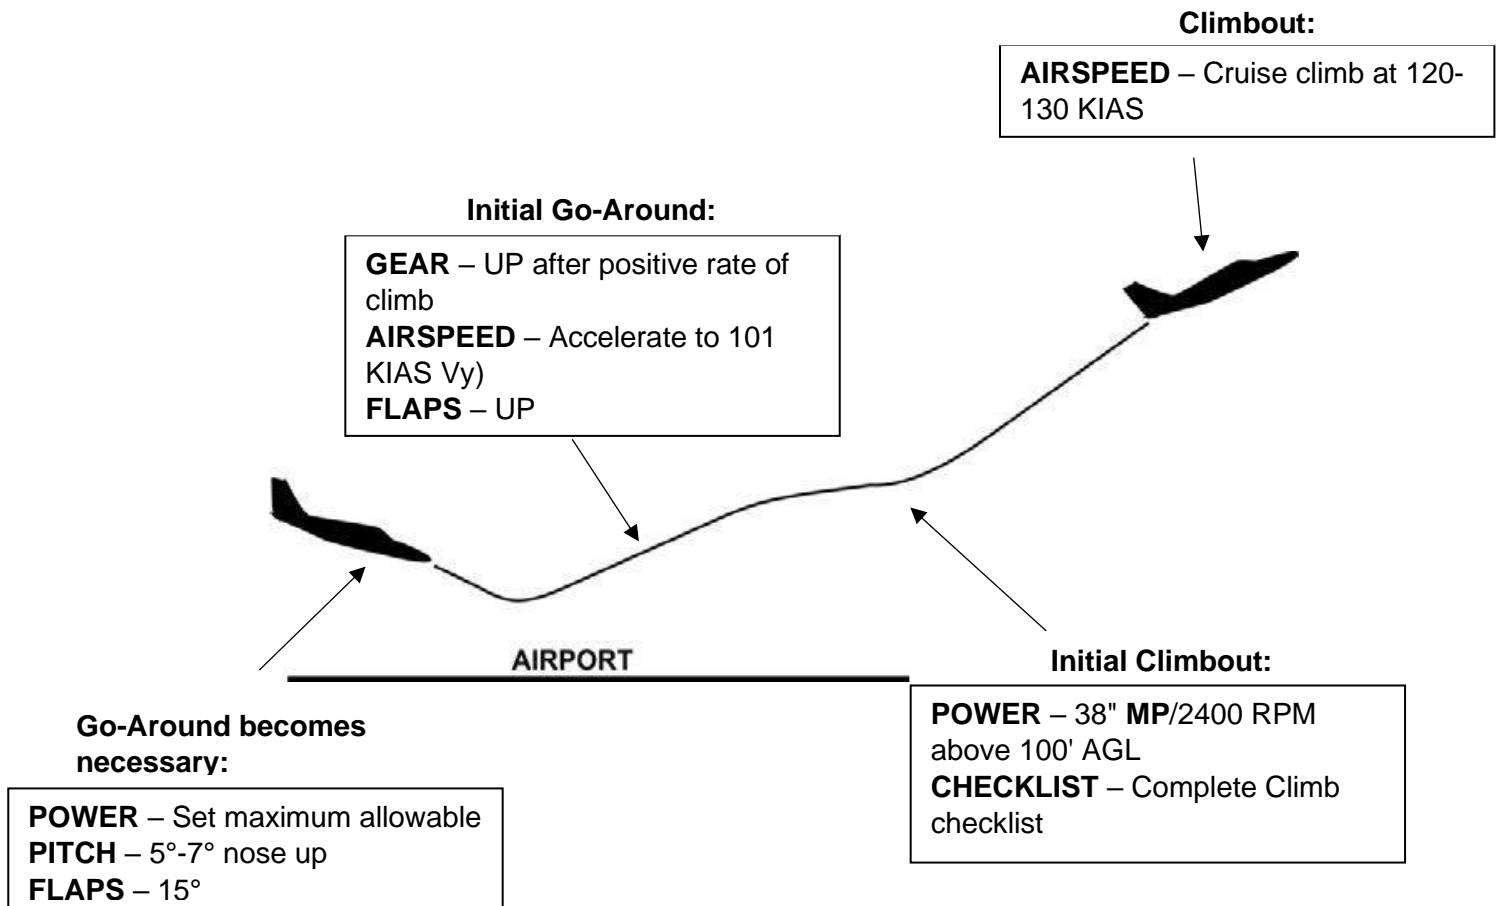 Climbout:
AIRSPEED – Cruise climb at 120-
130 KIAS
Initial Go-Around:
GEAR – UP after positive rate of
climb
AIRSPEED – Accelerate to 101
KIAS Vy)
FLAPS – UP
AIRPORT
Initial Climbout:
POWER – 38" MP/2400 RPM
above 100' AGL
CHECKLIST – Complete Climb
checklist
Go-Around becomes
necessary:
POWER – Set maximum allowable
PITCH – 5°-7° nose up
FLAPS – 15°